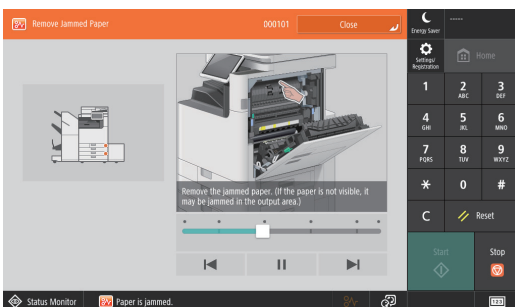 Remove Jammed Paper
D00101
Close
Energy Saver
-----
Settings/
Registration
Home
1
2
ABC
3
DEF
4
GHI
5
JKL
6
MNO
7
PQRS
8
TUV
9
WXYZ
*
0
#
C
Reset
Remove the jammed paper. (If the paper is not visible, it
may be jammed in the output area.)
Start
Stop
Status Monitor
Paper is jammed.
123